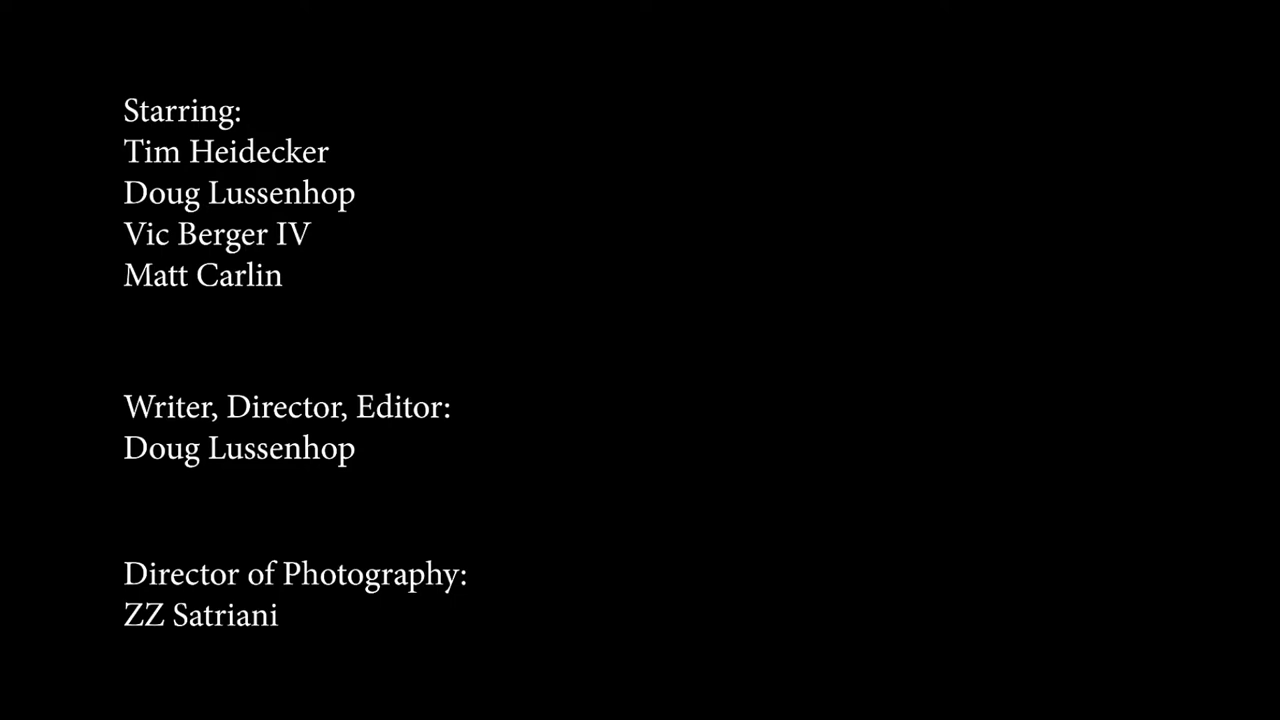 Starring:
Tim Heidecker
Doug Lussenhop
Vic Berger IV
Matt Carlin
Writer, Director, Editor:
Doug Lussenhop
Director of Photography:
ZZ Satriani